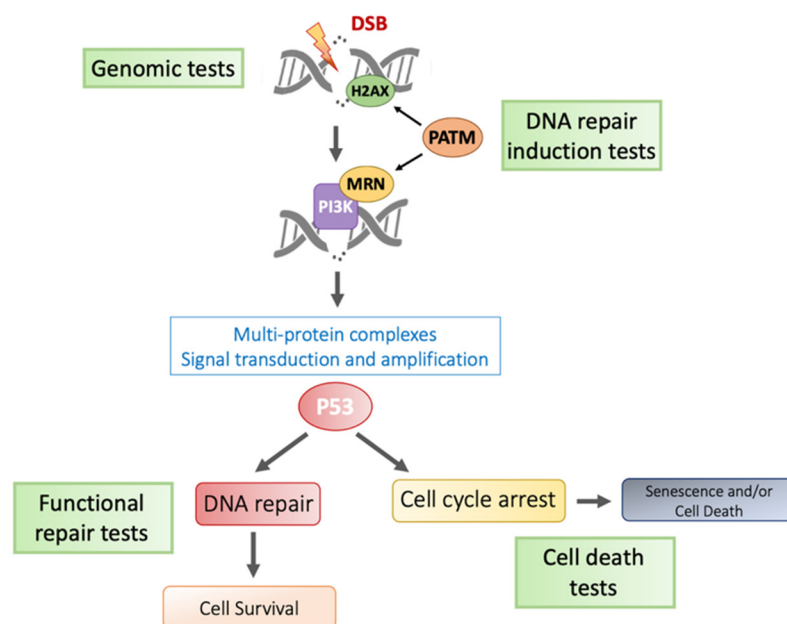 DSB
Genomic tests
H2AX
PATM
DNA repair
induction tests
MRN
PI3K
Multi-protein complexes
Signal transduction and amplification
P53
Functional
repair tests
DNA repair
Cell cycle arrest
Senescence and/or
Cell Death
Cell death
tests
Cell Survival